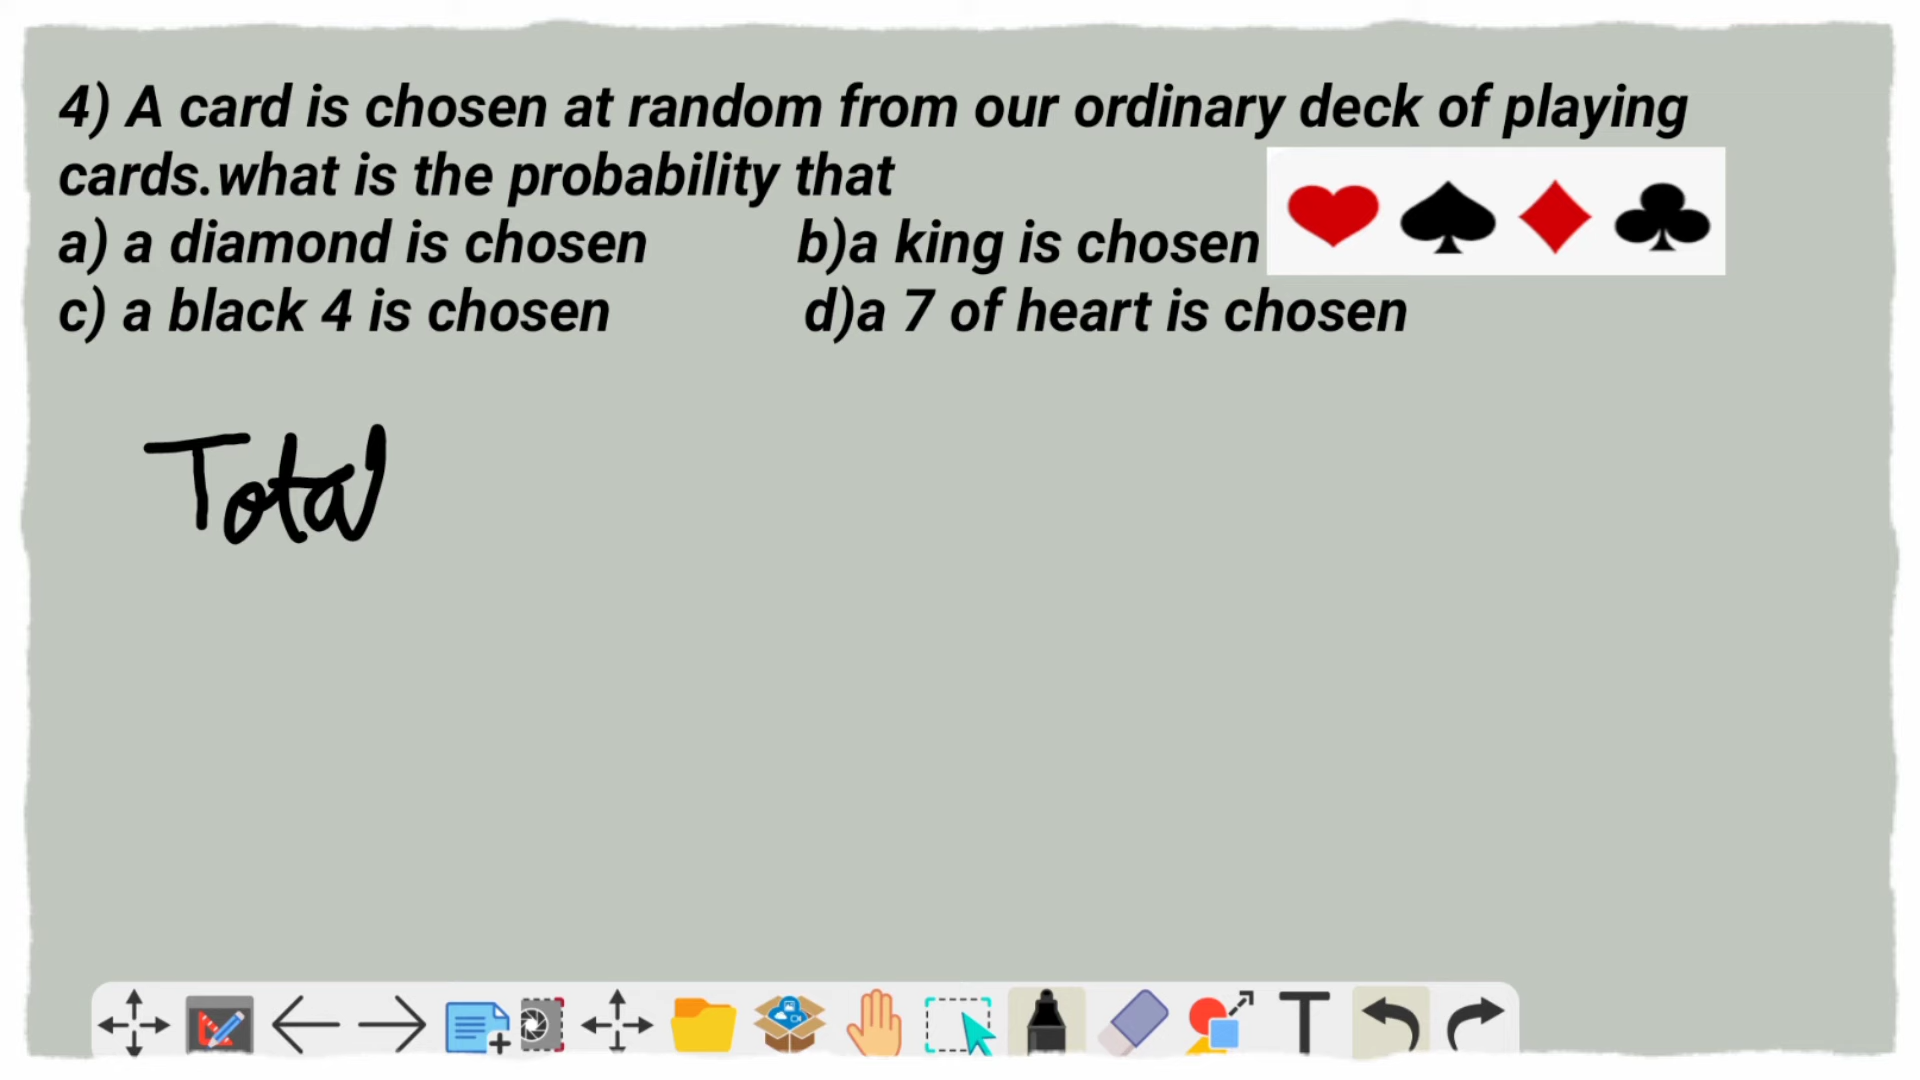 4) A card is chosen at random from our ordinary deck of playing
cards.what is the probability that
a) a diamond is chosen b)a king is chosen
c) a black 4 is chosen d)a 7 of heart is chosen
Total